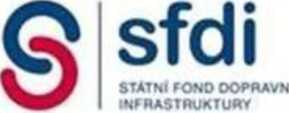 sfdi
STÁTNÍ FOND DOPRAVN
INFRASTRUKTURY